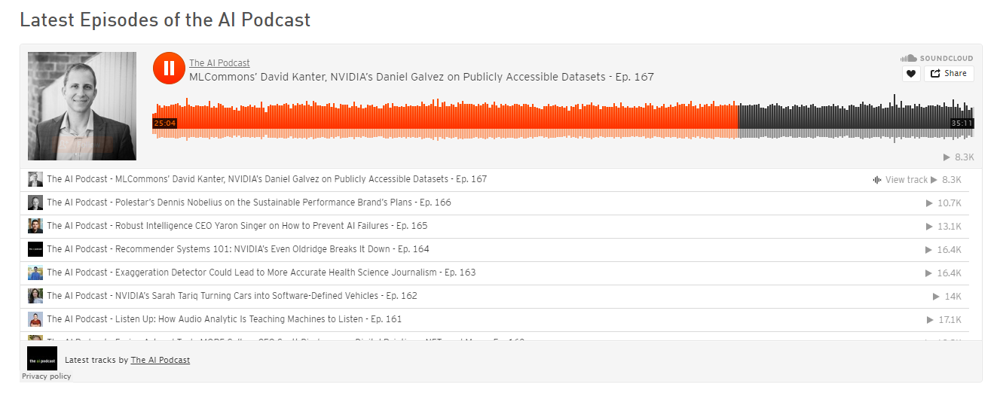 Latest Episodes of the AI Podcast
The AI Podcast
MLCommons’ David Kanter, NVIDIA’s Daniel Galvez on Publicly Accessible Datasets - Ep. 167
SOUNDCLOUD
Share
25:04
35:11
8.3K
The AI Podcast - MLCommons’ David Kanter, NVIDIA’s Daniel Galvez on Publicly Accessible Datasets - Ep. 167 View track 8.3K
The AI Podcast - Polestar’s Dennis Nobelius on the Sustainable Performance Brand’s Plans - Ep. 166 10.7K
The AI Podcast - Robust Intelligence CEO Yaron Singer on How to Prevent AI Failures - Ep. 165 13.1K
The AI Podcast - Recommender Systems 101: NVIDIA’s Even Oldridge Breaks It Down - Ep. 164 16.4K
The AI Podcast - Exaggeration Detector Could Lead to More Accurate Health Science Journalism - Ep. 163 16.4K
The AI Podcast - NVIDIA’s Sarah Tariq Turning Cars into Software-Defined Vehicles - Ep. 162 14K
The AI Podcast - Listen Up: How Audio Analytic Is Teaching Machines to Listen - Ep. 161 17.1K
the ai podcast
Latest tracks by The AI Podcast
Privacy policy